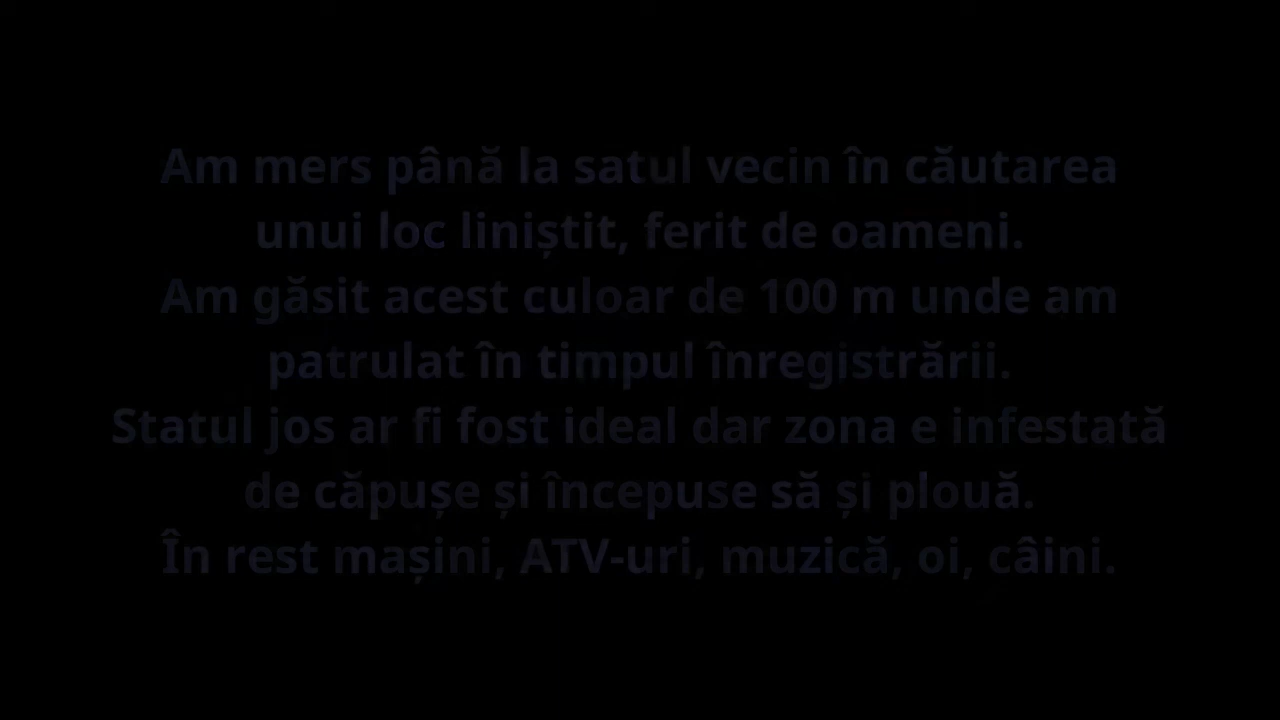 Am mers până la satul vecin în căutarea
unui loc liniștit, ferit de oameni.
Am găsit acest culoar de 100 m unde am
patrulat în timpul înregistrării.
Statul jos ar fi fost ideal dar zona e infestată
de căpușe și începuse să și plouă.
În rest mașini, ATV-uri, muzică, oi, câini.